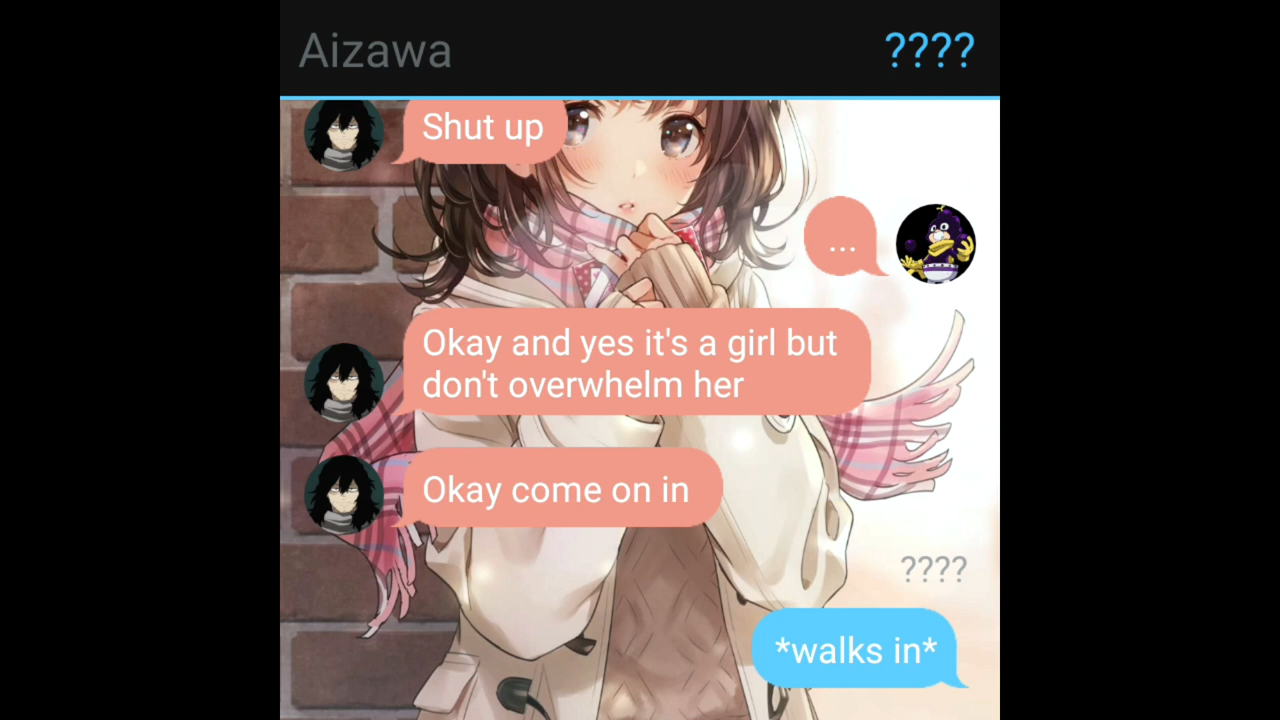 Aizawa
????
Shut up
...
Okay and yes it's a girl but
don't overwhelm her
Okay come on in
????
*walks in*